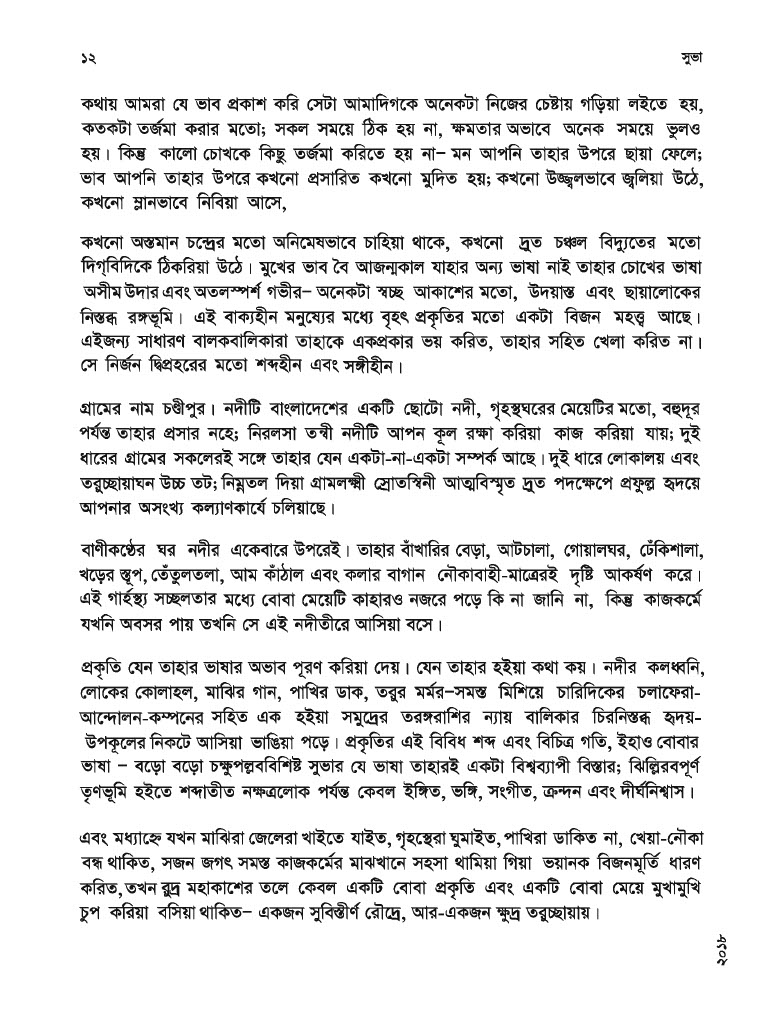 ১২ সুভা
কথায় আমরা যে ভাব প্রকাশ করি সেটা আমাদিগকে অনেকটা নিজের চেষ্টায় গড়িয়া লইতে হয়,
কতকটা তর্জমা করার মতো; সকল সময়ে ঠিক হয় না, ক্ষমতার অভাবে অনেক সময়ে ভুলও
হয়। কিন্তু কালো চোখকে কিছু তর্জমা করিতে হয় না– মন আপনি তাহার উপরে ছায়া ফেলে;
ভাব আপনি তাহার উপরে কখনো প্রসারিত কখনো মুদিত হয়; কখনো উজ্জ্বলভাবে জ্বলিয়া উঠে,
কখনো ম্লানভাবে নিবিয়া আসে,
কখনো অস্তমান চন্দ্রের মতো অনিমেষভাবে চাহিয়া থাকে, কখনো দ্রুত চঞ্চল বিদ্যুতের মতো
দিগ্‌বিদিকে ঠিকরিয়া উঠে। মুখের ভাব বৈ আজন্মকাল যাহার অন্য ভাষা নাই তাহার চোখের ভাষা
অসীম উদার এবং অতলস্পর্শ গভীর– অনেকটা স্বচ্ছ আকাশের মতো, উদয়াস্ত এবং ছায়ালোকের
নিস্তব্ধ রঙ্গভূমি। এই বাক্যহীন মনুষ্যের মধ্যে বৃহৎ প্রকৃতির মতো একটা বিজন মহত্ত্ব আছে।
এইজন্য সাধারণ বালকবালিকারা তাহাকে একপ্রকার ভয় করিত, তাহার সহিত খেলা করিত না।
সে নির্জন দ্বিপ্রহরের মতো শব্দহীন এবং সঙ্গীহীন।
গ্রামের নাম চণ্ডীপুর। নদীটি বাংলাদেশের একটি ছোটো নদী, গৃহস্থঘরের মেয়েটির মতো, বহুদূর
পর্যন্ত তাহার প্রসার নহে; নিরলসা তন্বী নদীটি আপন কূল রক্ষা করিয়া কাজ করিয়া যায়; দুই
ধারের গ্রামের সকলেরই সঙ্গে তাহার যেন একটা-না-একটা সম্পর্ক আছে। দুই ধারে লোকালয় এবং
তরুচ্ছায়াঘন উচ্চ তট; নিম্নতল দিয়া গ্রামলক্ষ্মী স্রোতস্বিনী আত্মবিস্মৃত দ্রুত পদক্ষেপে প্রফুল্ল হৃদয়ে
আপনার অসংখ্য কল্যাণকার্যে চলিয়াছে।
বাণীকণ্ঠের ঘর নদীর একেবারে উপরেই। তাহার বাঁখারির বেড়া, আটচালা, গোয়ালঘর, ঢেঁকিশালা,
খড়ের স্তূপ, তেঁতুলতলা, আম কাঁঠাল এবং কলার বাগান নৌকাবাহী-মাত্রেরই দৃষ্টি আকর্ষণ করে।
এই গার্হস্থ্য সচ্ছলতার মধ্যে বোবা মেয়েটি কাহারও নজরে পড়ে কি না জানি না, কিন্তু কাজকর্মে
যখনি অবসর পায় তখনি সে এই নদীতীরে আসিয়া বসে।
প্রকৃতি যেন তাহার ভাষার অভাব পূরণ করিয়া দেয়। যেন তাহার হইয়া কথা কয়। নদীর কলধ্বনি,
লোকের কোলাহল, মাঝির গান, পাখির ডাক, তরুর মর্মর–সমস্ত মিশিয়ে চারিদিকের চলাফেরা-
আন্দোলন-কম্পনের সহিত এক হইয়া সমুদ্রের তরঙ্গরাশির ন্যায় বালিকার চিরনিস্তব্ধ হৃদয়-
উপকূলের নিকটে আসিয়া ভাঙিয়া পড়ে। প্রকৃতির এই বিবিধ শব্দ এবং বিচিত্র গতি, ইহাও বোবার
ভাষা – বড়ো বড়ো চক্ষুপল্লববিশিষ্ট সুভার যে ভাষা তাহারই একটা বিশ্বব্যাপী বিস্তার; ঝিল্লিরবপূর্ণ
তৃণভূমি হইতে শব্দাতীত নক্ষত্রলোক পর্যন্ত কেবল ইঙ্গিত, ভঙ্গি, সংগীত, ক্রন্দন এবং দীর্ঘনিশ্বাস।
এবং মধ্যাহ্নে যখন মাঝিরা জেলেরা খাইতে যাইত, গৃহস্থেরা ঘুমাইত, পাখিরা ডাকিত না, খেয়া-নৌকা
বন্ধ থাকিত, সজন জগৎ সমস্ত কাজকর্মের মাঝখানে সহসা থামিয়া গিয়া ভয়ানক বিজনমূর্তি ধারণ
করিত, তখন রুদ্র মহাকাশের তলে কেবল একটি বোবা প্রকৃতি এবং একটি বোবা মেয়ে মুখামুখি
চুপ করিয়া বসিয়া থাকিত– একজন সুবিস্তীর্ণ রৌদ্রে, আর-একজন ক্ষুদ্র তরুচ্ছায়ায়।
২০১৮